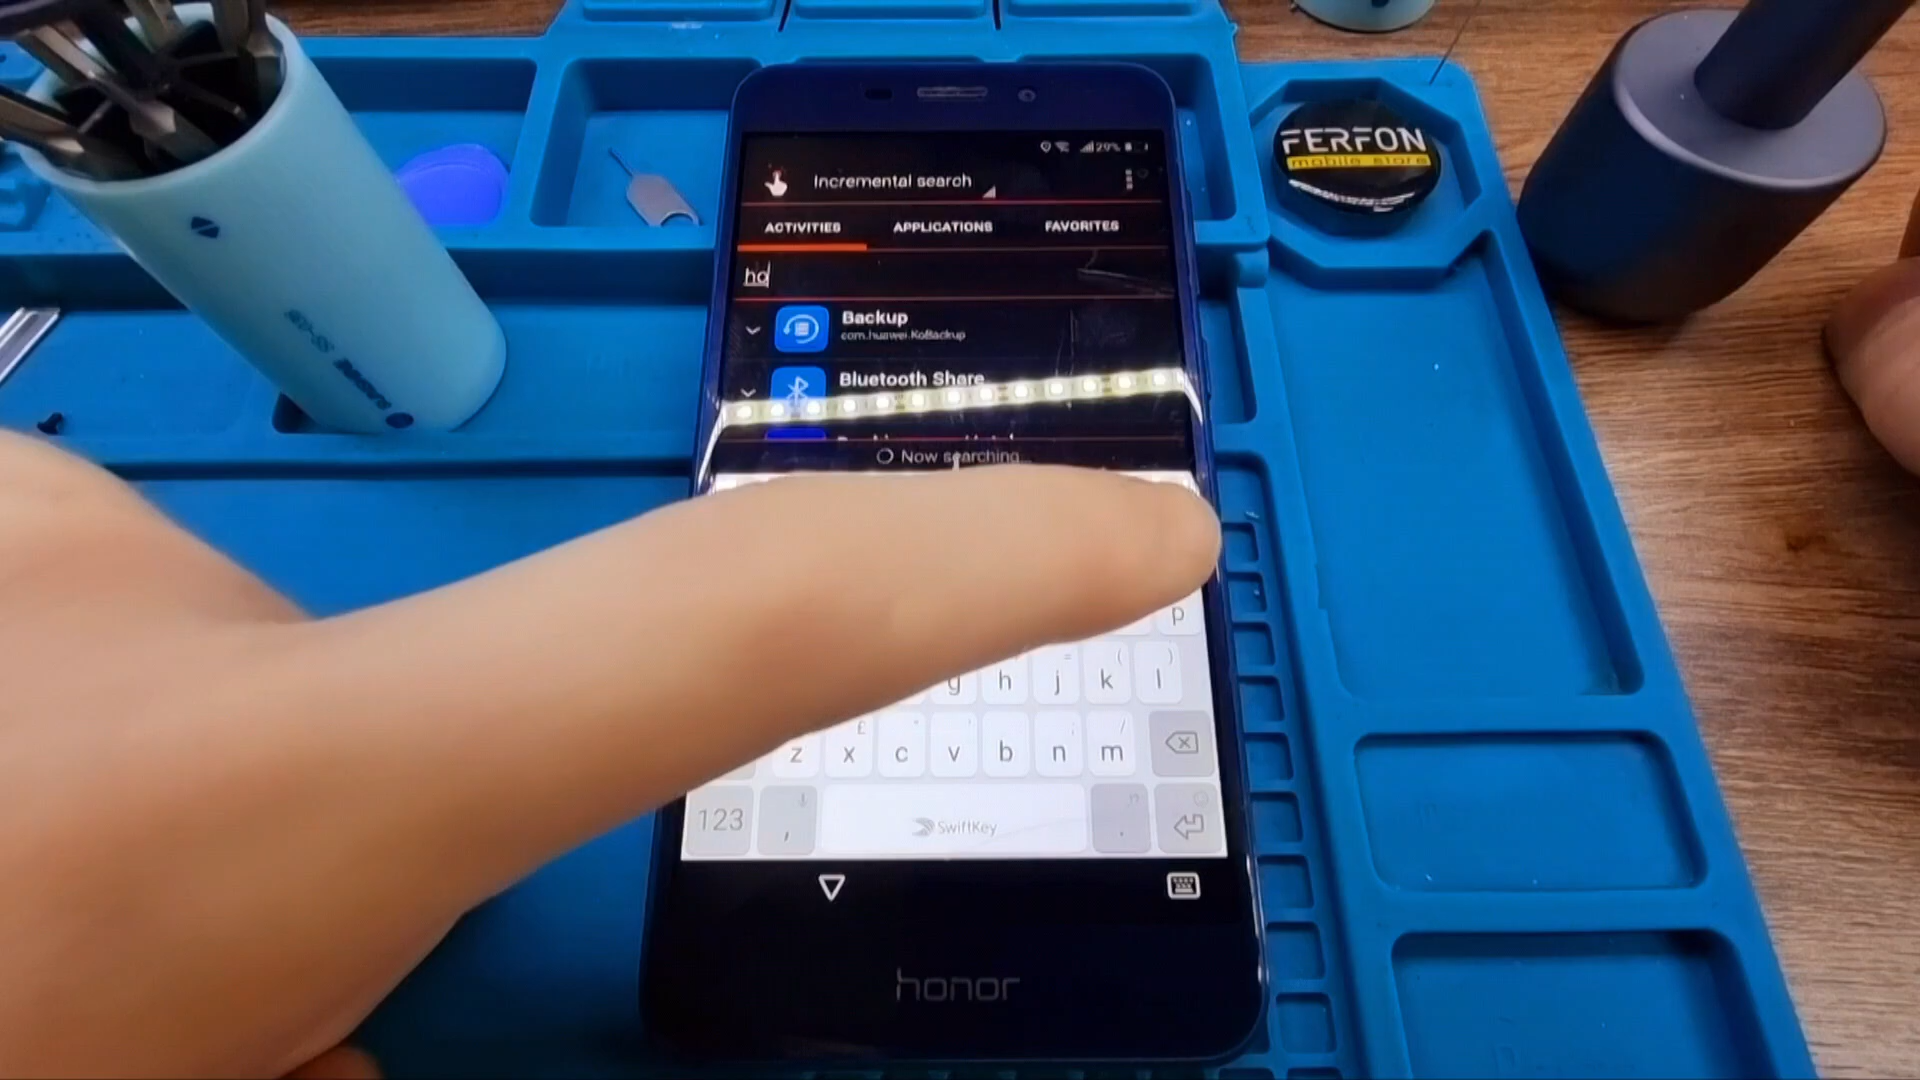 FERFON
mobile store
29%
Incremental search
ACTIVITIES APPLICATIONS FAVORITES
ho
Backup
com.huawei.KoBackup
Bluetooth Share
Now searching
p
g h j k l
z x c v b n m
123 , SwiftKey .
honor